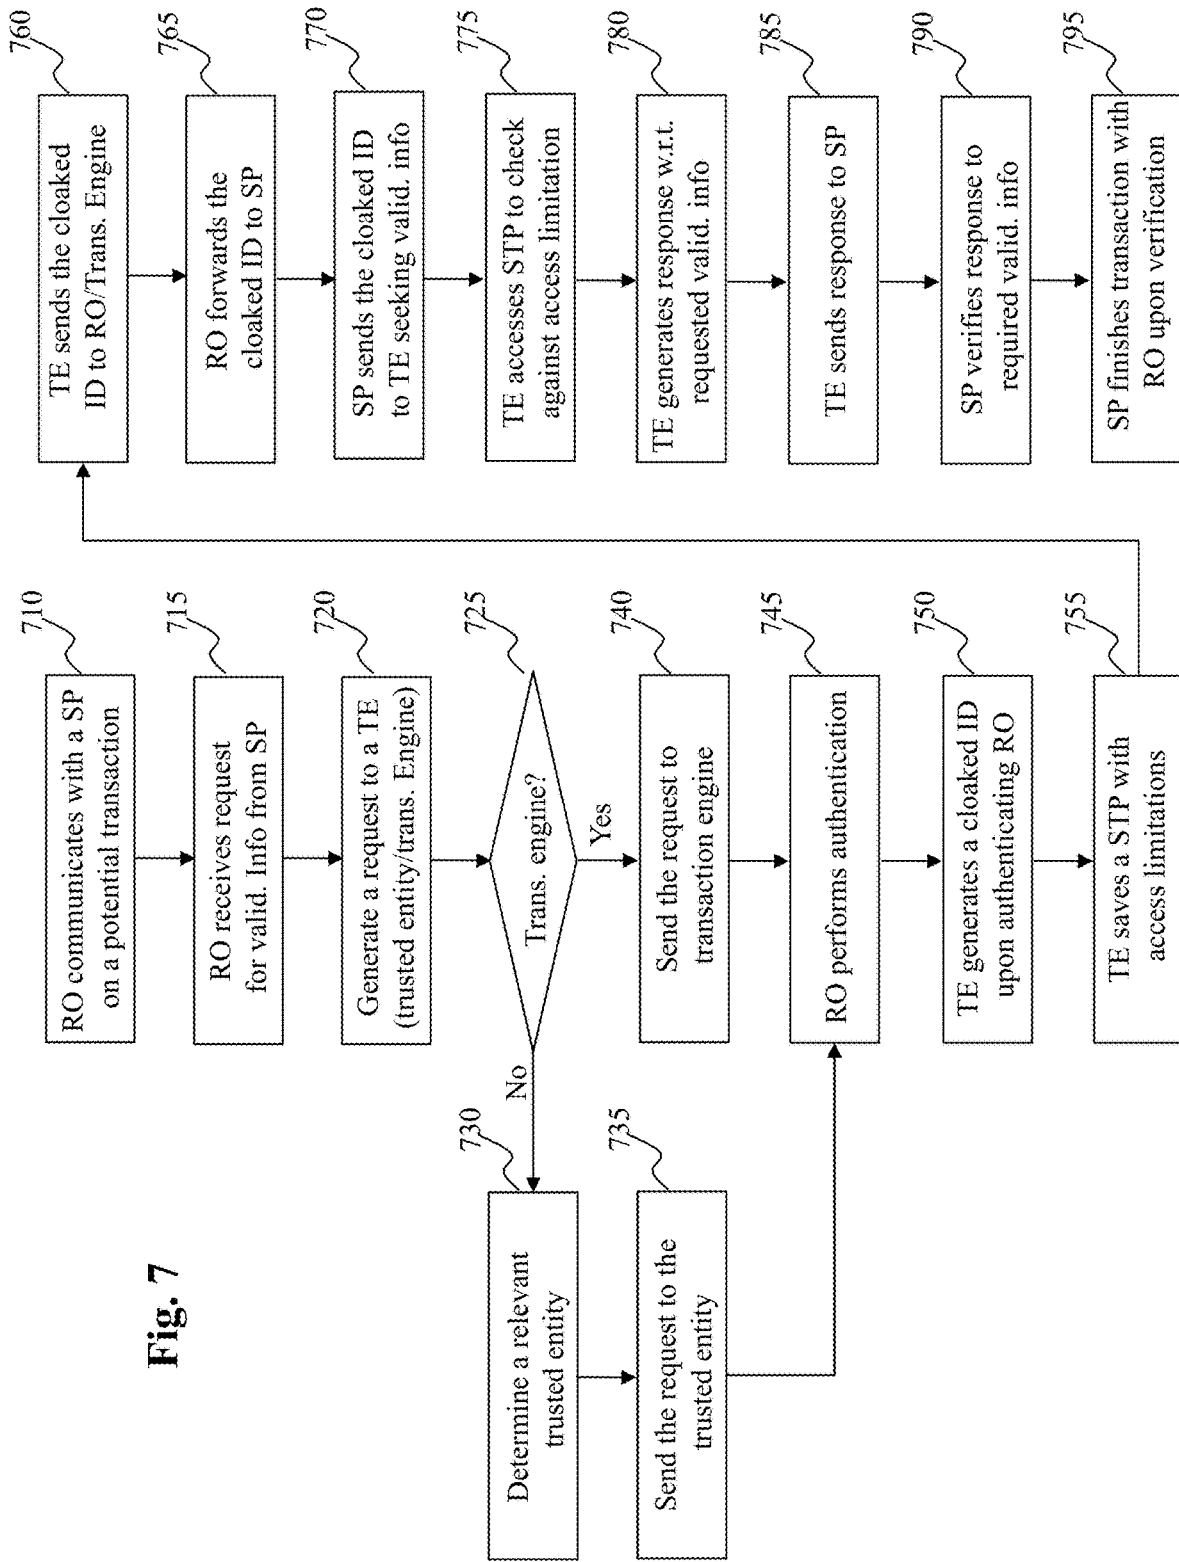 Fig. 7
710
RO communicates with a SP
on a potential transaction
715
RO receives request
for valid. Info from SP
720
Generate a request to a TE
(trusted entity/trans. Engine)
725
Trans. engine?
No
Yes
730
Determine a relevant
trusted entity
735
Send the request to the
trusted entity
740
Send the request to
transaction engine
745
RO performs authentication
750
TE generates a cloaked ID
upon authenticating RO
755
TE saves a STP with
access limitations
760
TE sends the cloaked
ID to RO/Trans. Engine
765
RO forwards the
cloaked ID to SP
770
SP sends the cloaked ID
to TE seeking valid. info
775
TE accesses STP to check
against access limitation
780
TE generates response w.r.t.
requested valid. info
785
TE sends response to SP
790
SP verifies response to
required valid. info
795
SP finishes transaction with
RO upon verification